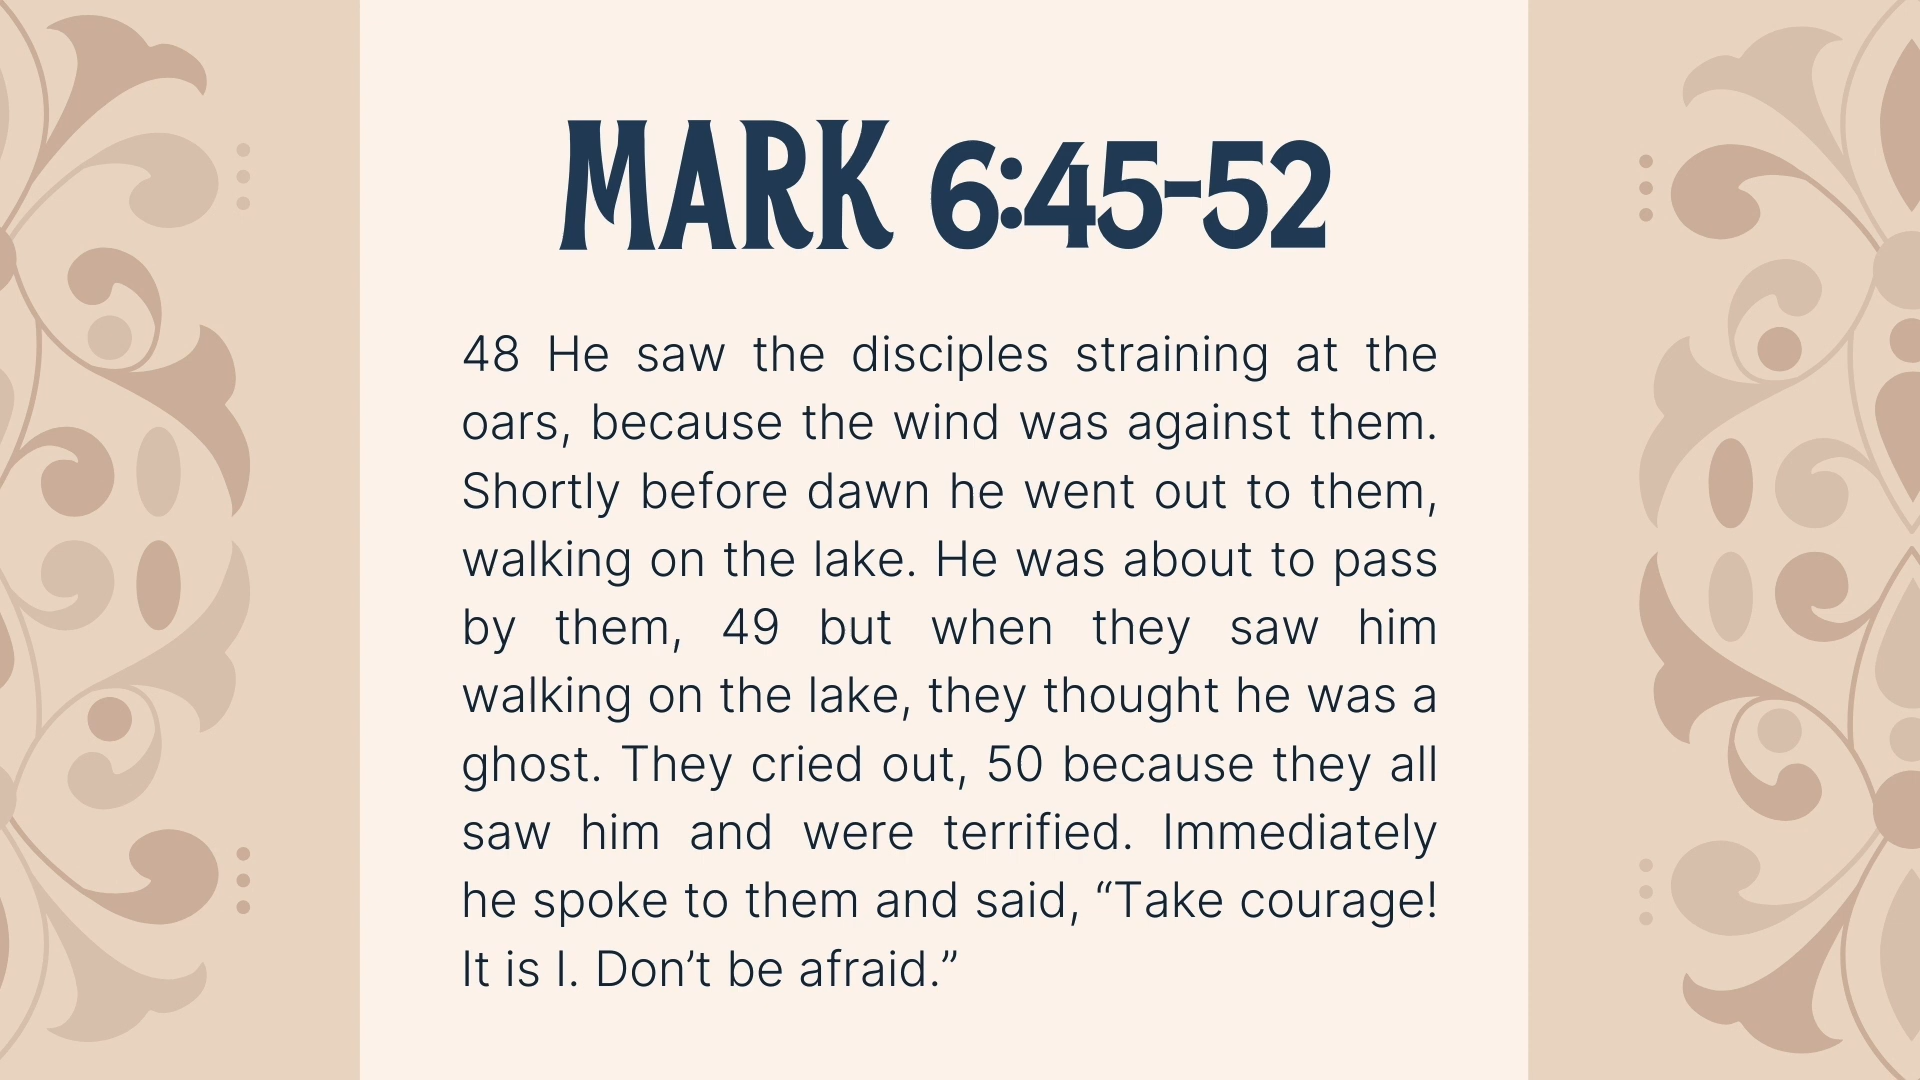 MARK 6:45-52
48 He saw the disciples straining at the
oars, because the wind was against them.
Shortly before dawn he went out to them,
walking on the lake. He was about to pass
by them, 49 but when they saw him
walking on the lake, they thought he was a
ghost. They cried out, 50 because they all
saw him and were terrified. Immediately
he spoke to them and said, “Take courage!
It is I. Don’t be afraid.”